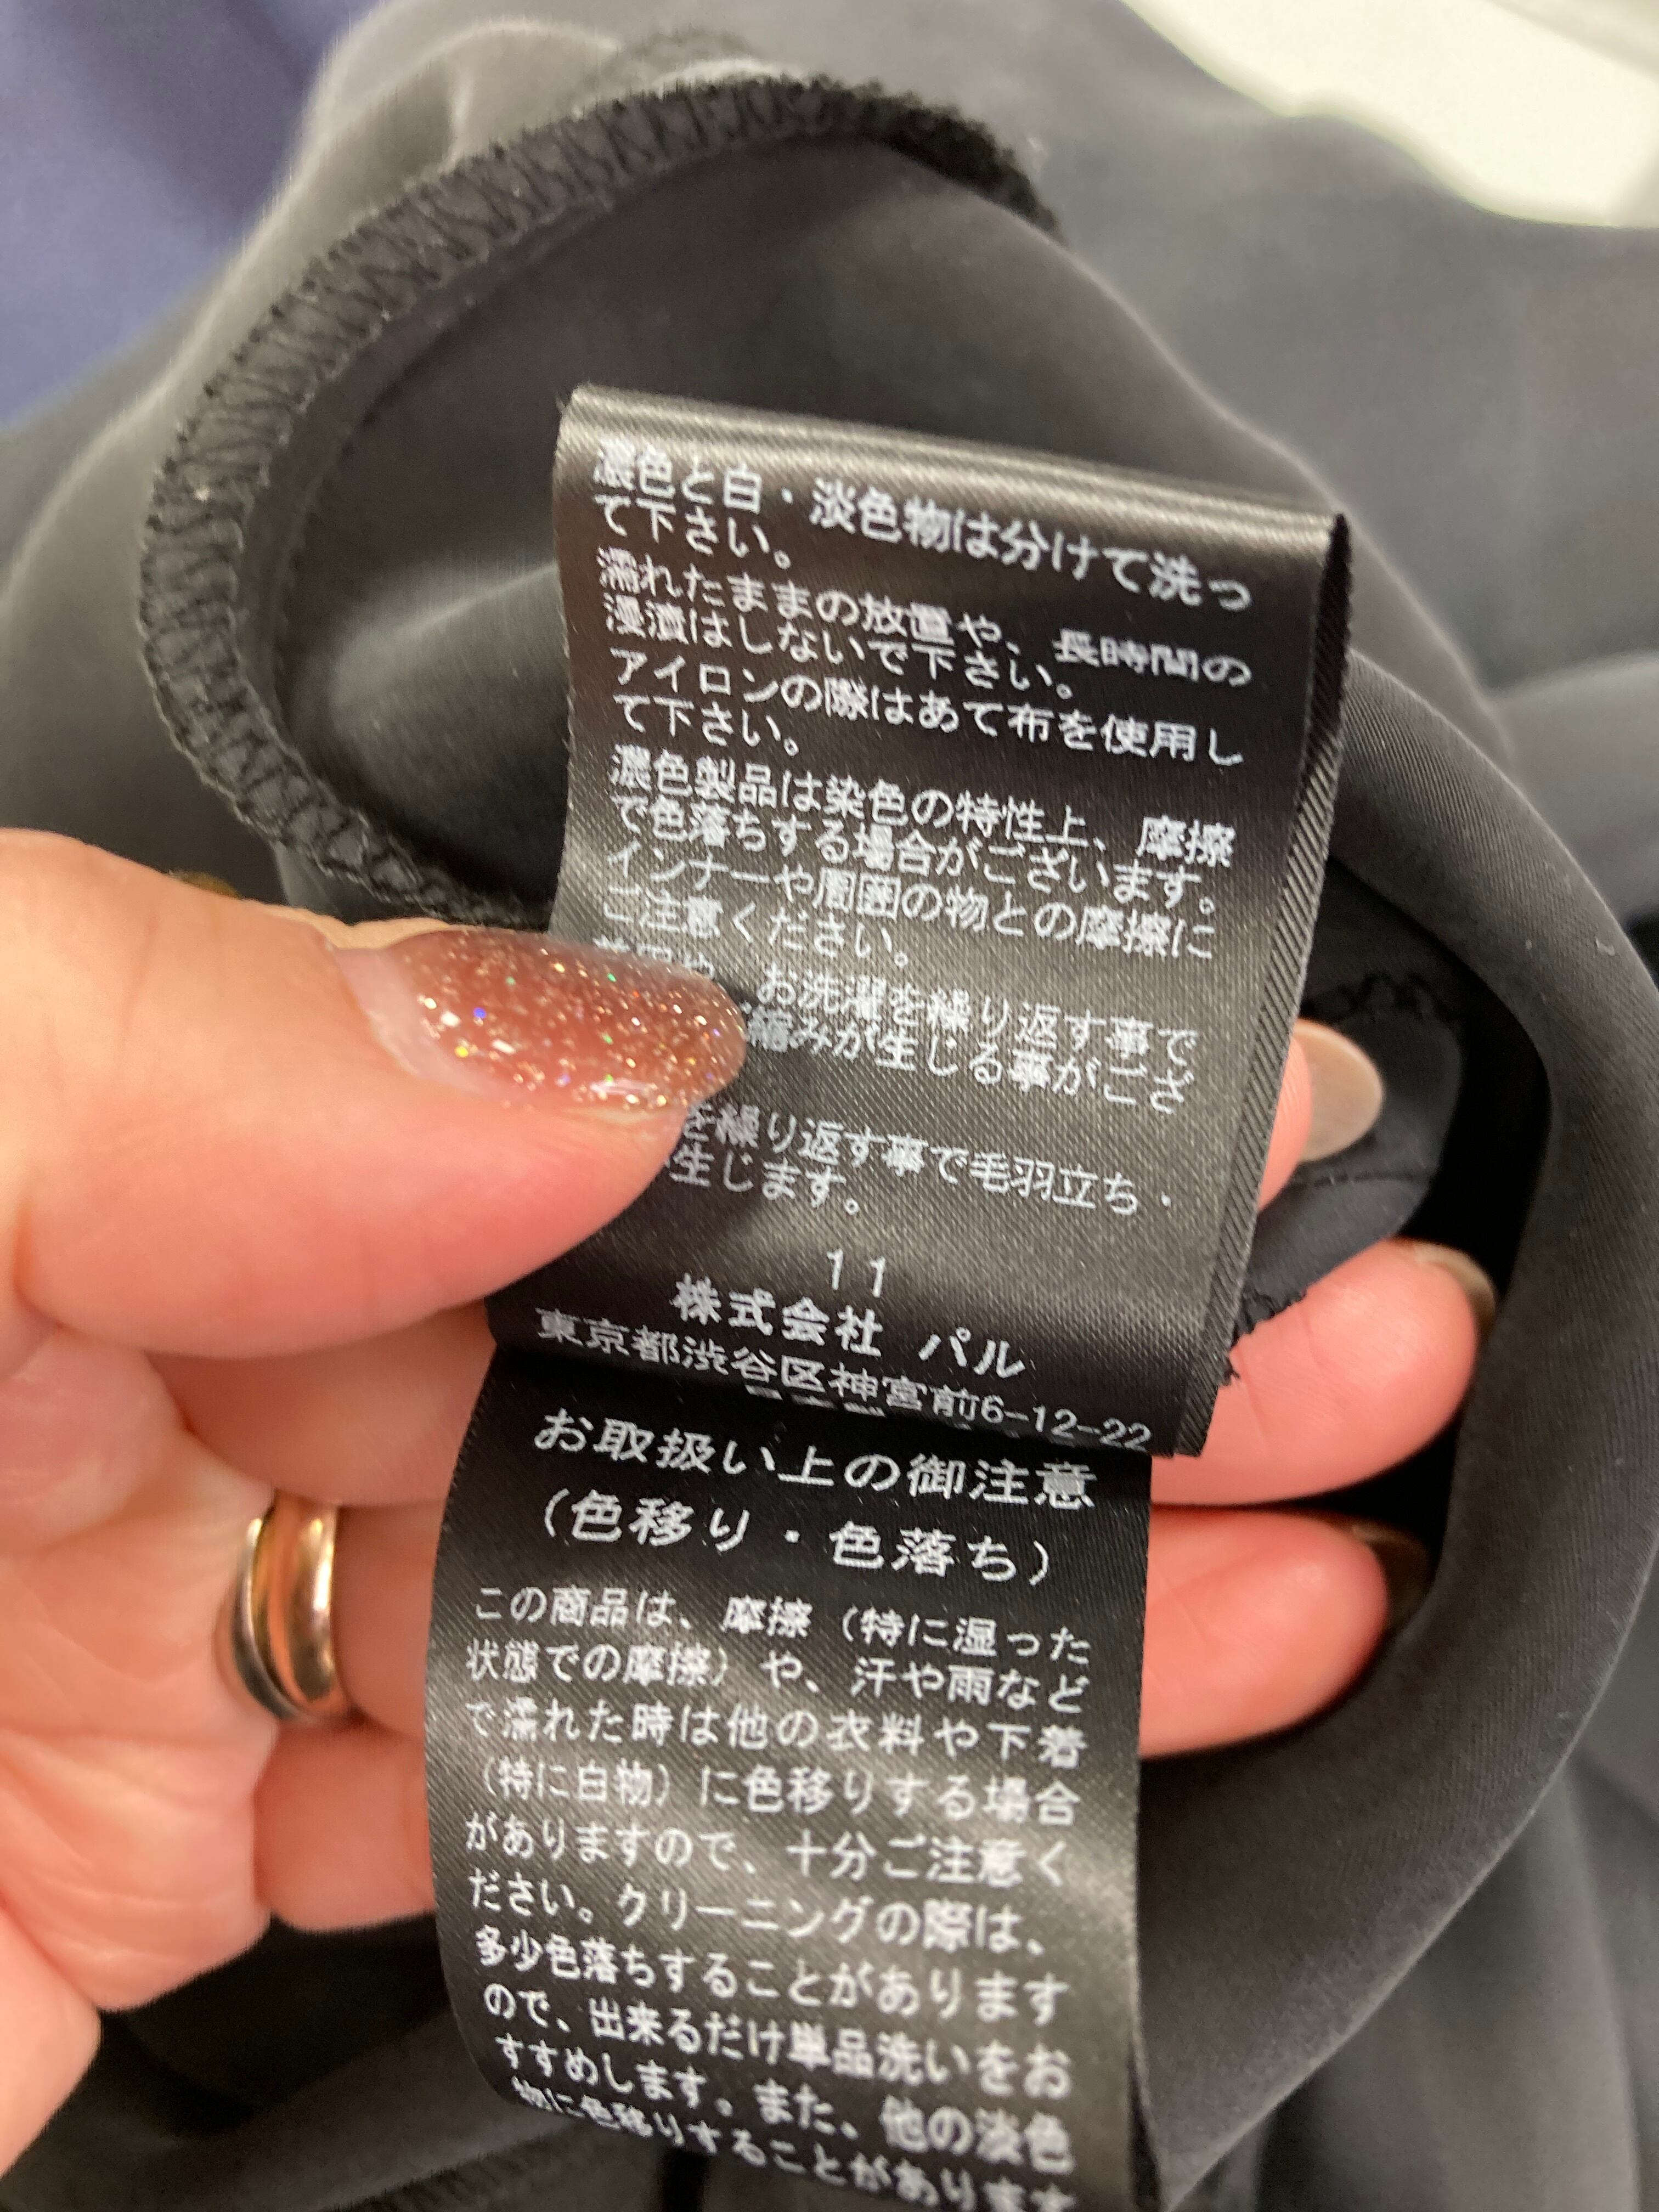 濃色と白・淡色物は分けて洗っ
て下さい。
濡れたままの放置や、長時間の
浸漬はしないで下さい。
アイロンの際はあて布を使用し
て下さい。
濃色製品は染色の特性上、摩擦
で色落ちする場合がございます。
インナーや周囲の物との摩擦に
ご注意ください。
お洗濯を繰り返す事で
縮みが生じる事がござ
を繰り返す事で毛羽立ち・
生じます。
11
株式会社 パル
東京都渋谷区神宮前6-12-22
お取扱い上の御注意
（色移り・色落ち）
この商品は、摩擦（特に湿った
状態での摩擦）や、汗や雨など
で濡れた時は他の衣料や下着
（特に白物）に色移りする場合
がありますので、十分ご注意く
ださい。クリーニングの際は、
多少色落ちすることがあります
ので、出来るだけ単品洗いをお
すすめします。また、他の淡色
物に色移りすることがあります